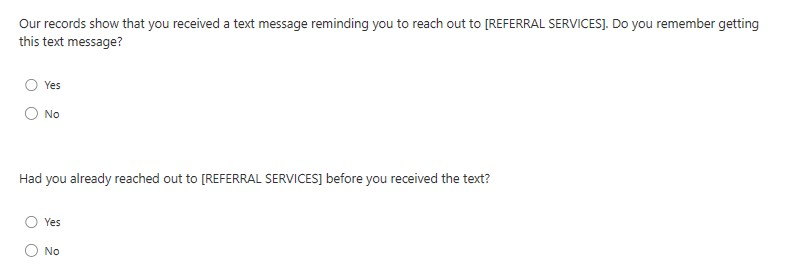 Our records show that you received a text message reminding you to reach out to [REFERRAL SERVICES]. Do you remember getting
this text message?
Yes
No
Had you already reached out to [REFERRAL SERVICES] before you received the text?
Yes
No